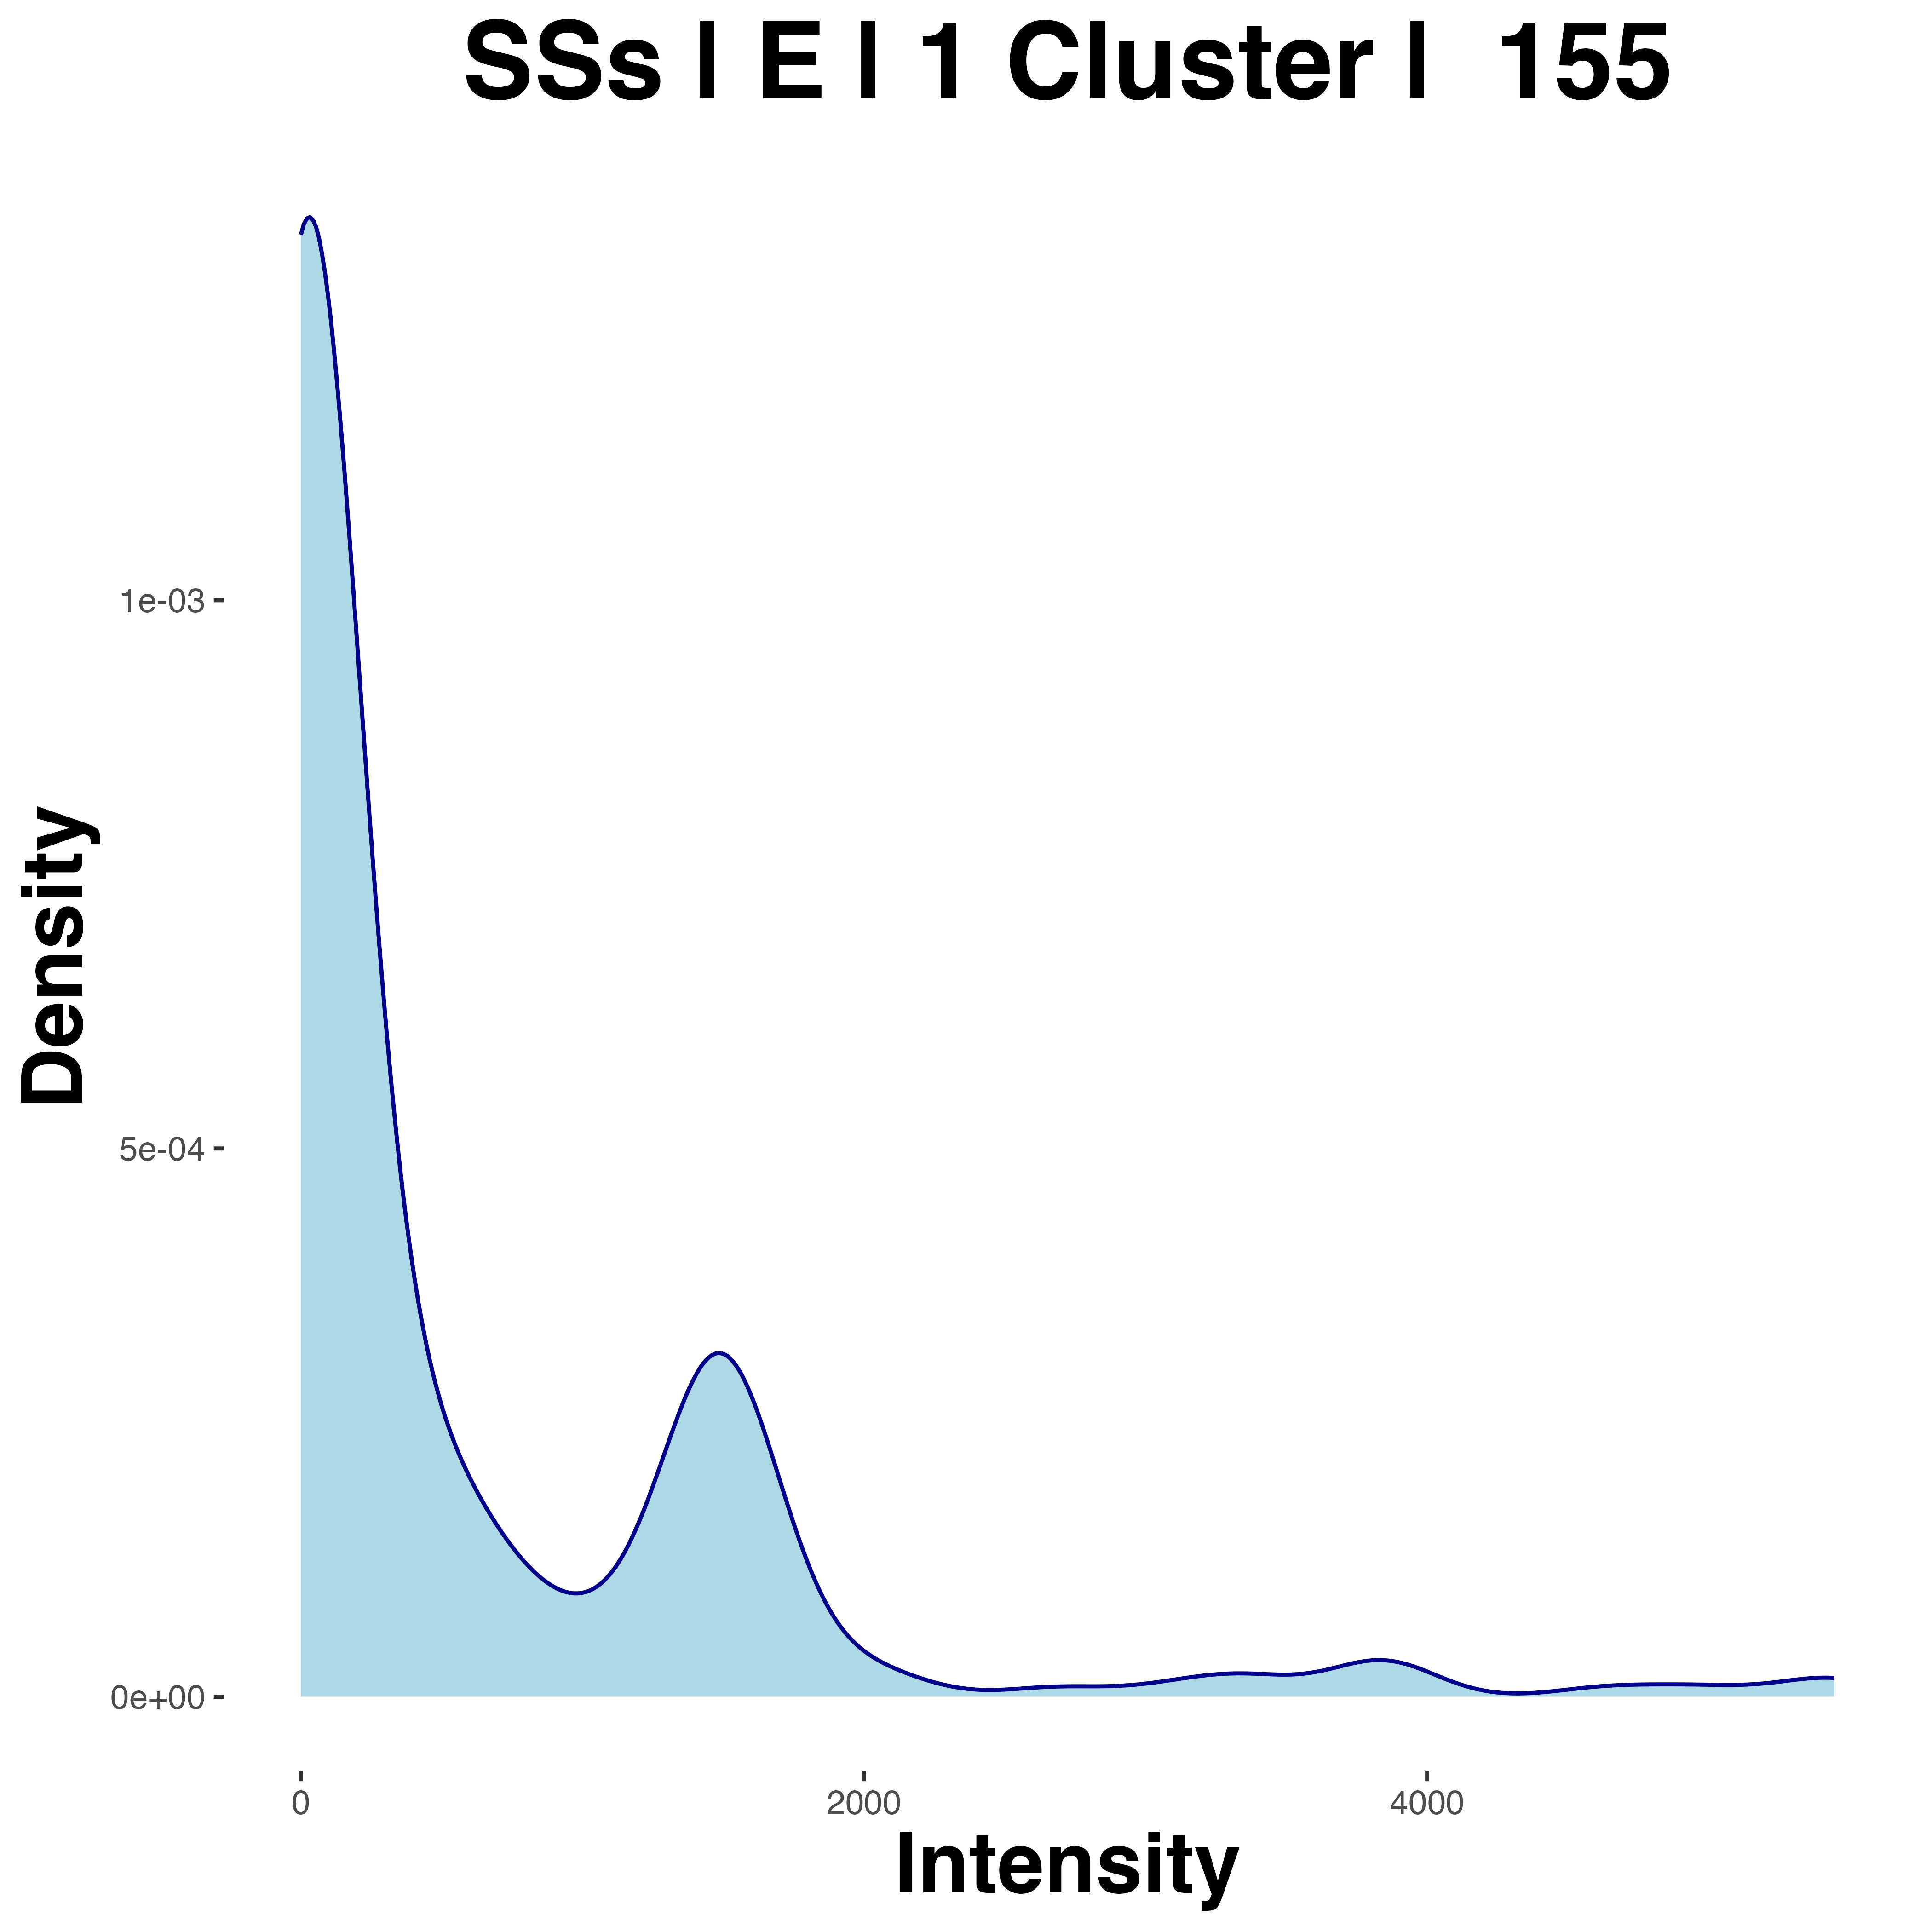 SSs | E | 1 Cluster |  155
Density
1e-03
5e-04
0e+00
0
2000
4000
Intensity